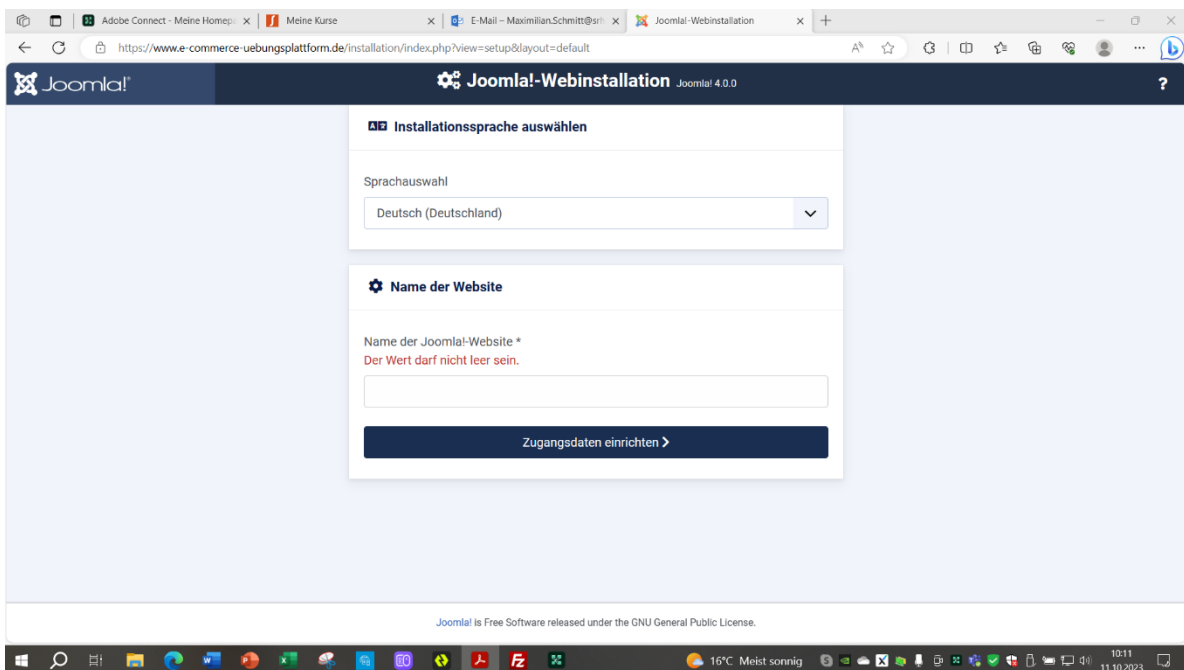 Adobe Connect - Meine Homep
Meine Kurse
E-Mail – Maximilian.Schmitt@srh
Joomla!-Webinstallation
https://www.e-commerce-uebungsplattform.de/installation/index.php?view=setup&layout=default
Joomla!
Joomla!-Webinstallation Joomla! 4.0.0
?
Installationssprache auswählen
Sprachauswahl
Deutsch (Deutschland)
Name der Website
Name der Joomla!-Website *
Der Wert darf nicht leer sein.
Zugangsdaten einrichten
Joomla! is Free Software released under the GNU General Public License.
16°C Meist sonnig
10:11
11.10.2023